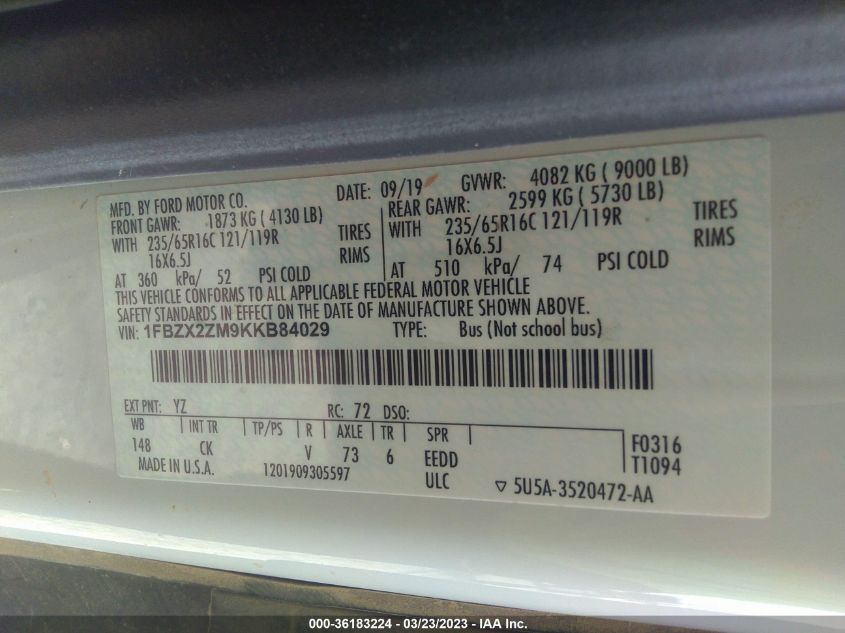 MFD. BY FORD MOTOR CO. DATE: 09/19 GVWR: 4082 KG ( 9000 LB)
FRONT GAWR: 1873 KG ( 4130 LB) REAR GAWR: 2599 KG ( 5730 LB)
WITH 235/65R16C 121/119R TIRES WITH 235/65R16C 121/119R TIRES
16X6.5J RIMS 16X6.5J RIMS
AT 360 kPa/ 52 PSI COLD AT 510 kPa/ 74 PSI COLD
THIS VEHICLE CONFORMS TO ALL APPLICABLE FEDERAL MOTOR VEHICLE
SAFETY STANDARDS IN EFFECT ON THE DATE OF MANUFACTURE SHOWN ABOVE.
VIN: 1FBZX2ZM9KKB84029 TYPE: Bus (Not school bus)
EXT PNT: YZ RC: 72 DSO:
WB | INT TR | TP/PS | R | AXLE | TR | SPR |
148 CK V 73 6 EEDD F0316
MADE IN U.S.A. 1201909305597 ULC T1094
▽ 5U5A-3520472-AA
000-36183224 - 03/23/2023 - IAA Inc.